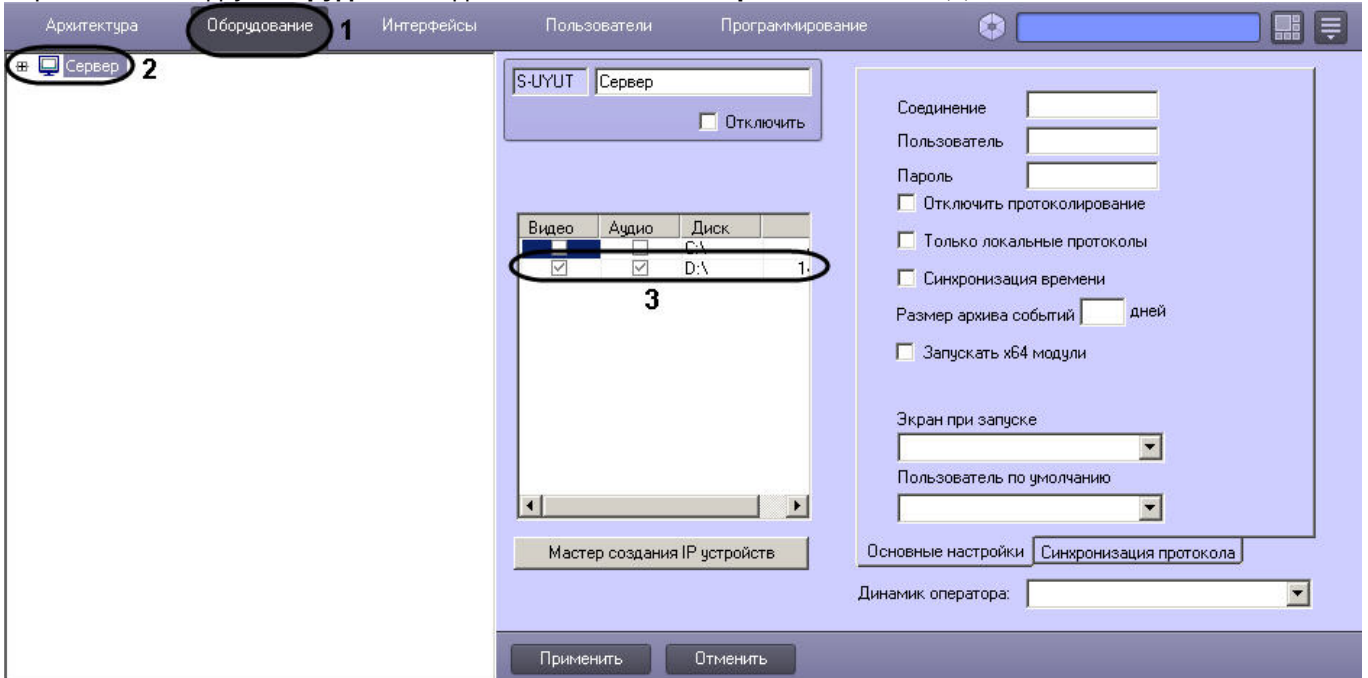 Архитектура Оборудование 1 Интерфейсы Пользователи Программирование
Сервер 2
S-UYUT Сервер
Отключить
Видео Аудио Диск
C:\
D:\ 1
3
Мастер создания IP устройств
Соединение
Пользователь
Пароль
Отключить протоколирование
Только локальные протоколы
Синхронизация времени
Размер архива событий дней
Запускать x64 модули
Экран при запуске
Пользователь по умолчанию
Основные настройки Синхронизация протокола
Динамик оператора:
Применить Отменить